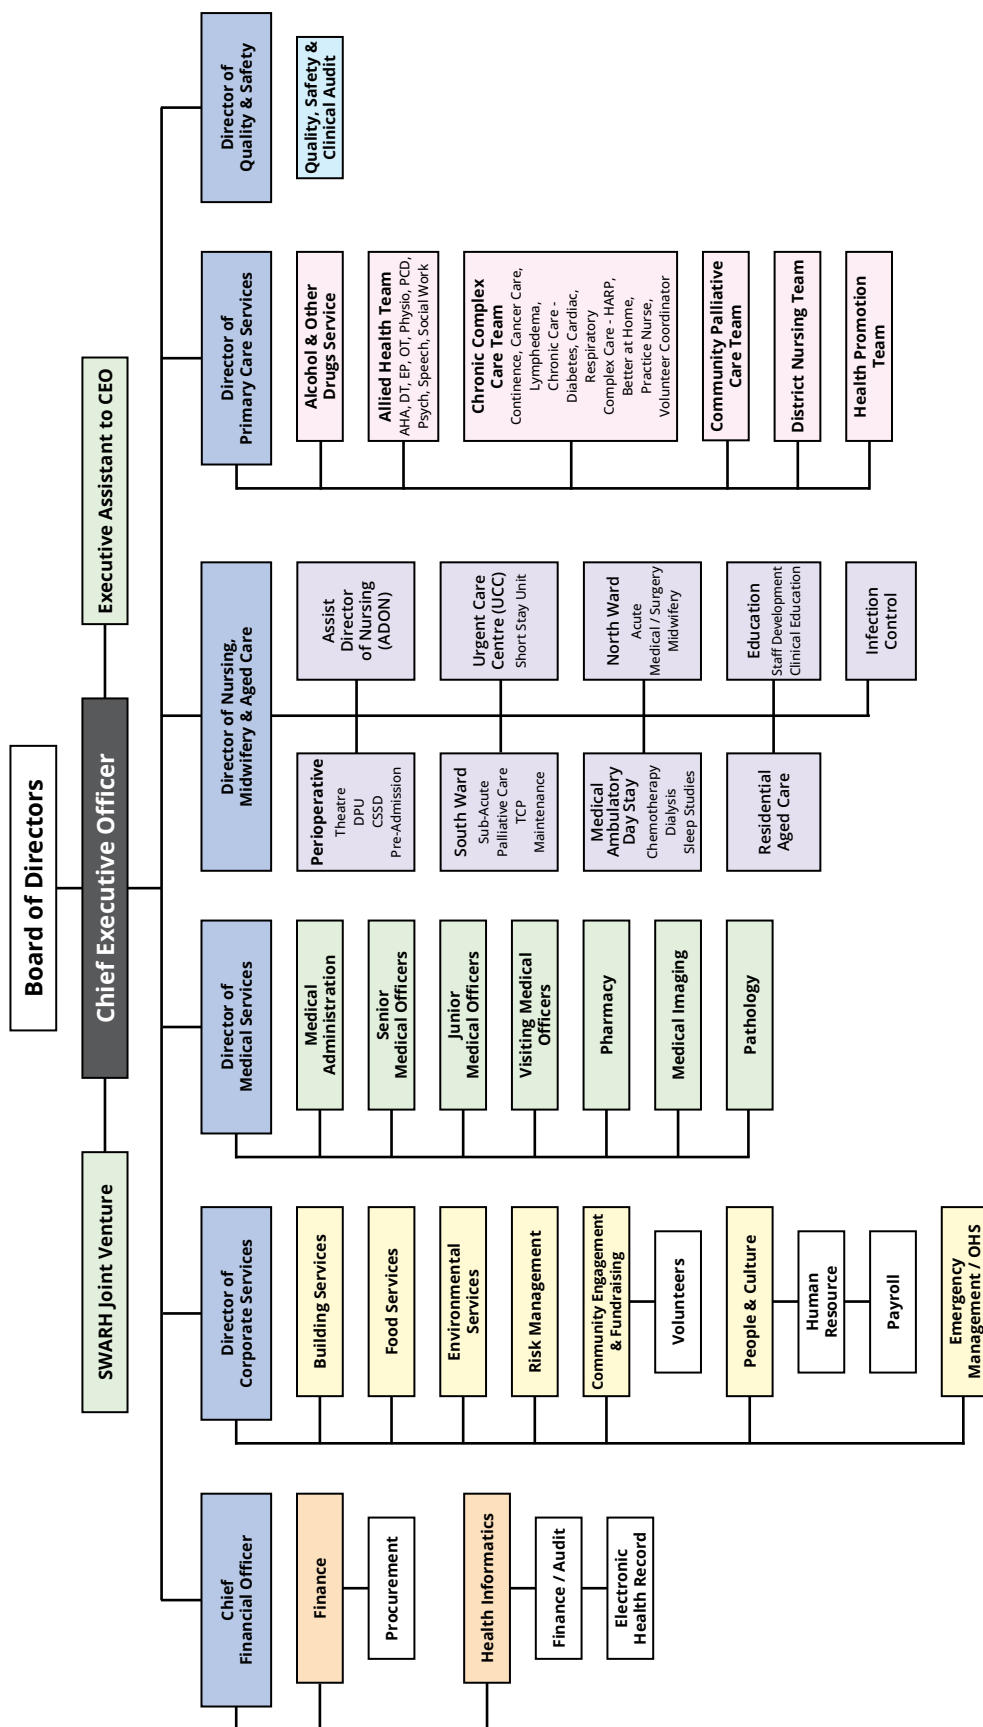 Board of Directors
SWARH Joint Venture
Chief Executive Officer
Executive Assistant to CEO
Chief
Financial Officer
Finance
Procurement
Health Informatics
Finance / Audit
Electronic
Health Record
Director of
Corporate Services
Building Services
Food Services
Environmental
Services
Risk Management
Community Engagement
& Fundraising
Volunteers
People & Culture
Human
Resource
Payroll
Emergency
Management / OHS
Director of
Medical Services
Medical
Administration
Senior
Medical Officers
Junior
Medical Officers
Visiting Medical
Officers
Pharmacy
Medical Imaging
Pathology
Director of Nursing,
Midwifery & Aged Care
Perioperative
Theatre
DPU
CSSD
Pre-Admission
Assist
Director
of Nursing
(ADON)
South Ward
Sub-Acute
Palliative Care
TCP
Maintenance
Urgent Care
Centre (UCC)
Short Stay Unit
Medical
Ambulatory
Day Stay
Chemotherapy
Dialysis
Sleep Studies
North Ward
Acute
Medical / Surgery
Midwifery
Residential
Aged Care
Education
Staff Development
Clinical Education
Infection
Control
Director of
Primary Care Services
Alcohol & Other
Drugs Service
Allied Health Team
AHA, DT, EP, OT, Physio, PCD,
Psych, Speech, Social Work
Chronic Complex
Care Team
Continence, Cancer Care,
Lymphedema,
Chronic Care -
Diabetes, Cardiac,
Respiratory
Complex Care - HARP,
Better at Home,
Practice Nurse,
Volunteer Coordinator
Community Palliative
Care Team
District Nursing Team
Health Promotion
Team
Director of
Quality & Safety
Quality, Safety &
Clinical Audit